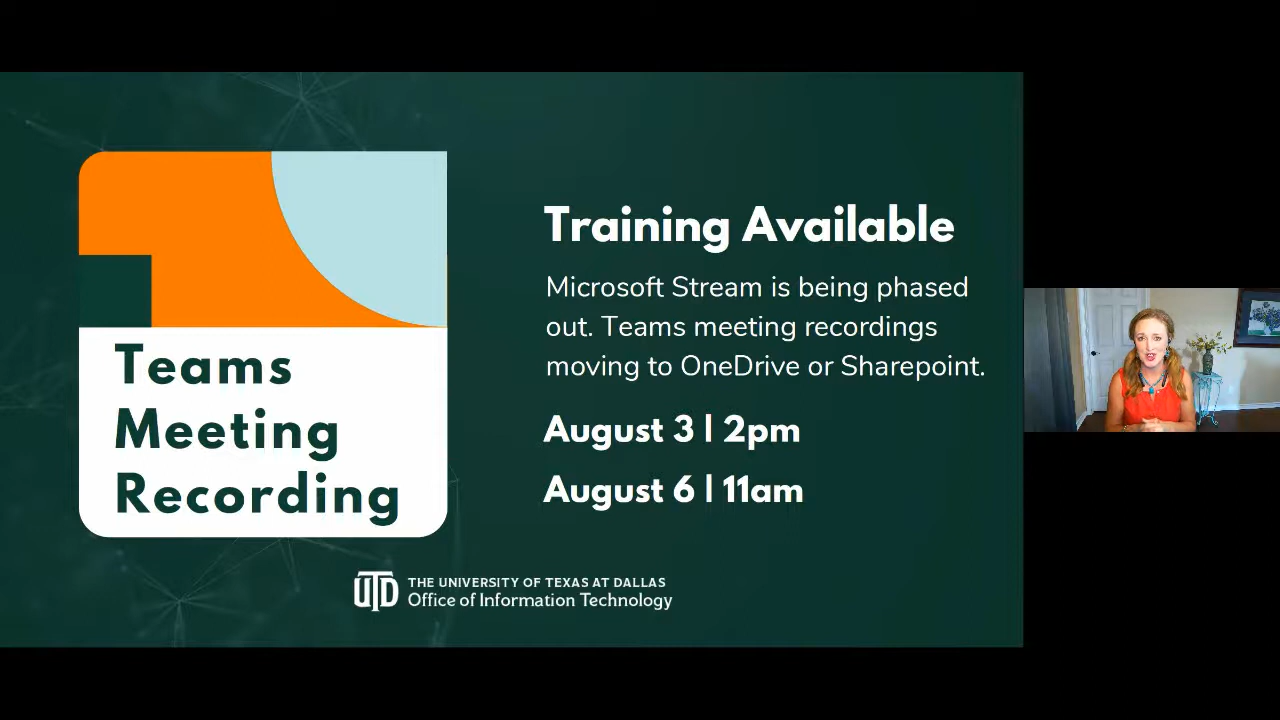 Teams
Meeting
Recording
Training Available
Microsoft Stream is being phased
out. Teams meeting recordings
moving to OneDrive or Sharepoint.
August 3 | 2pm
August 6 | 11am
UTD
THE UNIVERSITY OF TEXAS AT DALLAS
Office of Information Technology